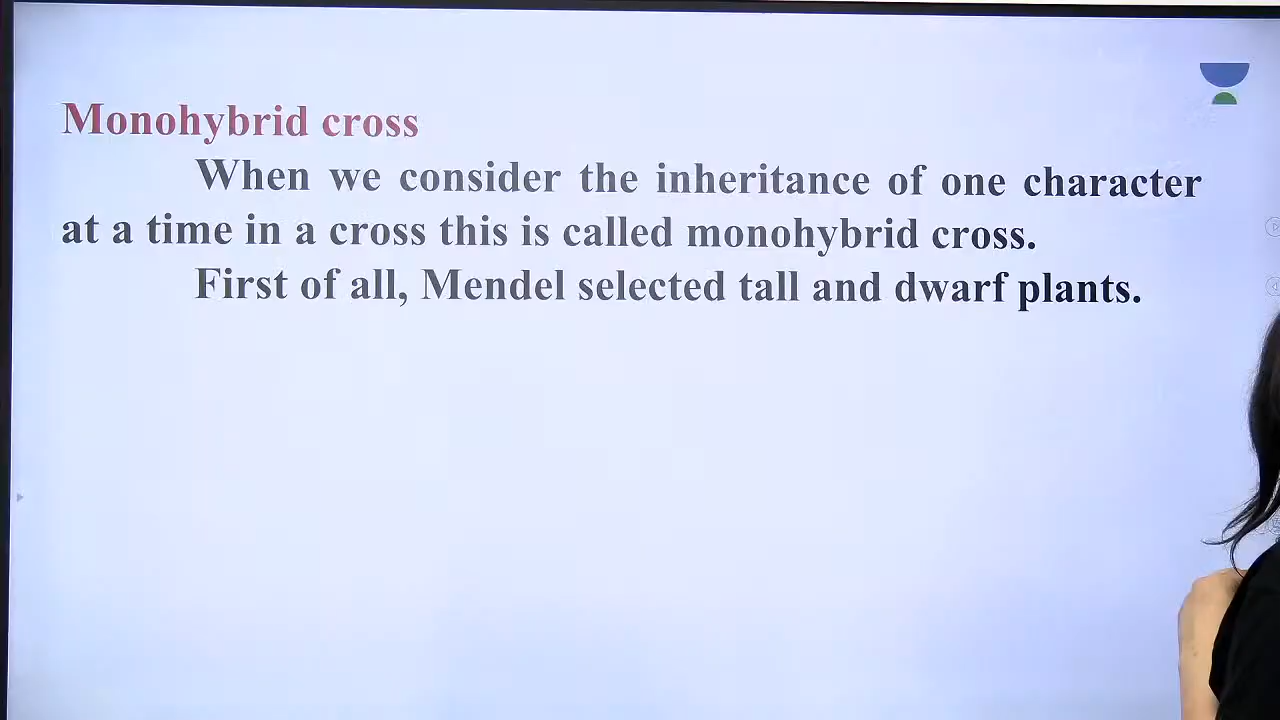 Monohybrid cross
When we consider the inheritance of one character
at a time in a cross this is called monohybrid cross.
First of all, Mendel selected tall and dwarf plants.